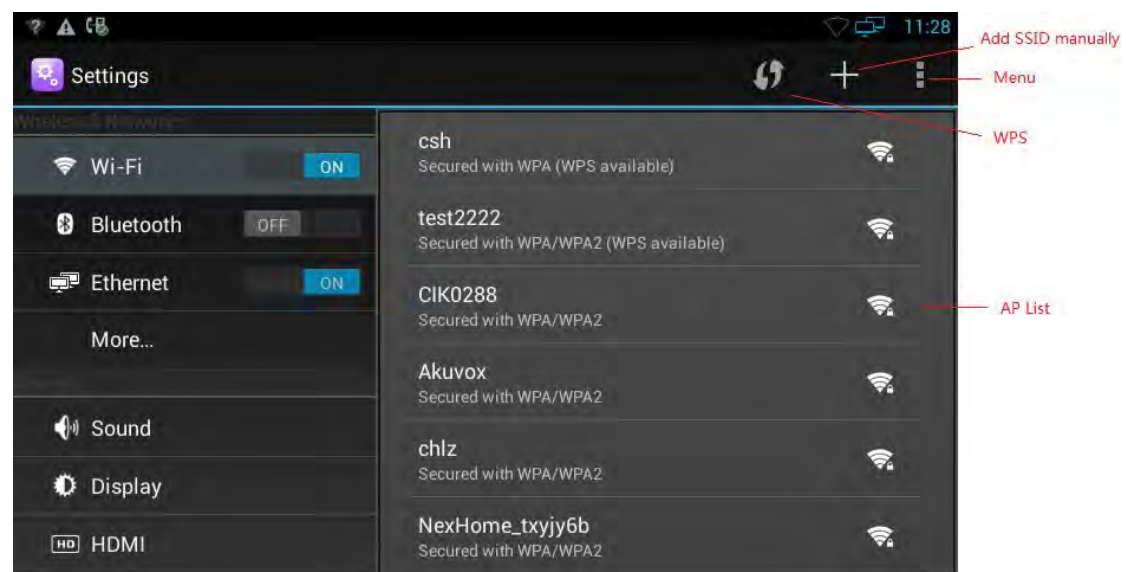 11:28
Add SSID manually
Settings
Menu
WPS
Wireless & Networks
Wi-Fi
ON
Bluetooth
OFF
Ethernet
ON
More...
Sound
Display
HD
HDMI
csh
Secured with WPA (WPS available)
test2222
Secured with WPA/WPA2 (WPS available)
CIK0288
Secured with WPA/WPA2
AP List
Akuvox
Secured with WPA/WPA2
chlz
Secured with WPA/WPA2
NexHome_txyjy6b
Secured with WPA/WPA2